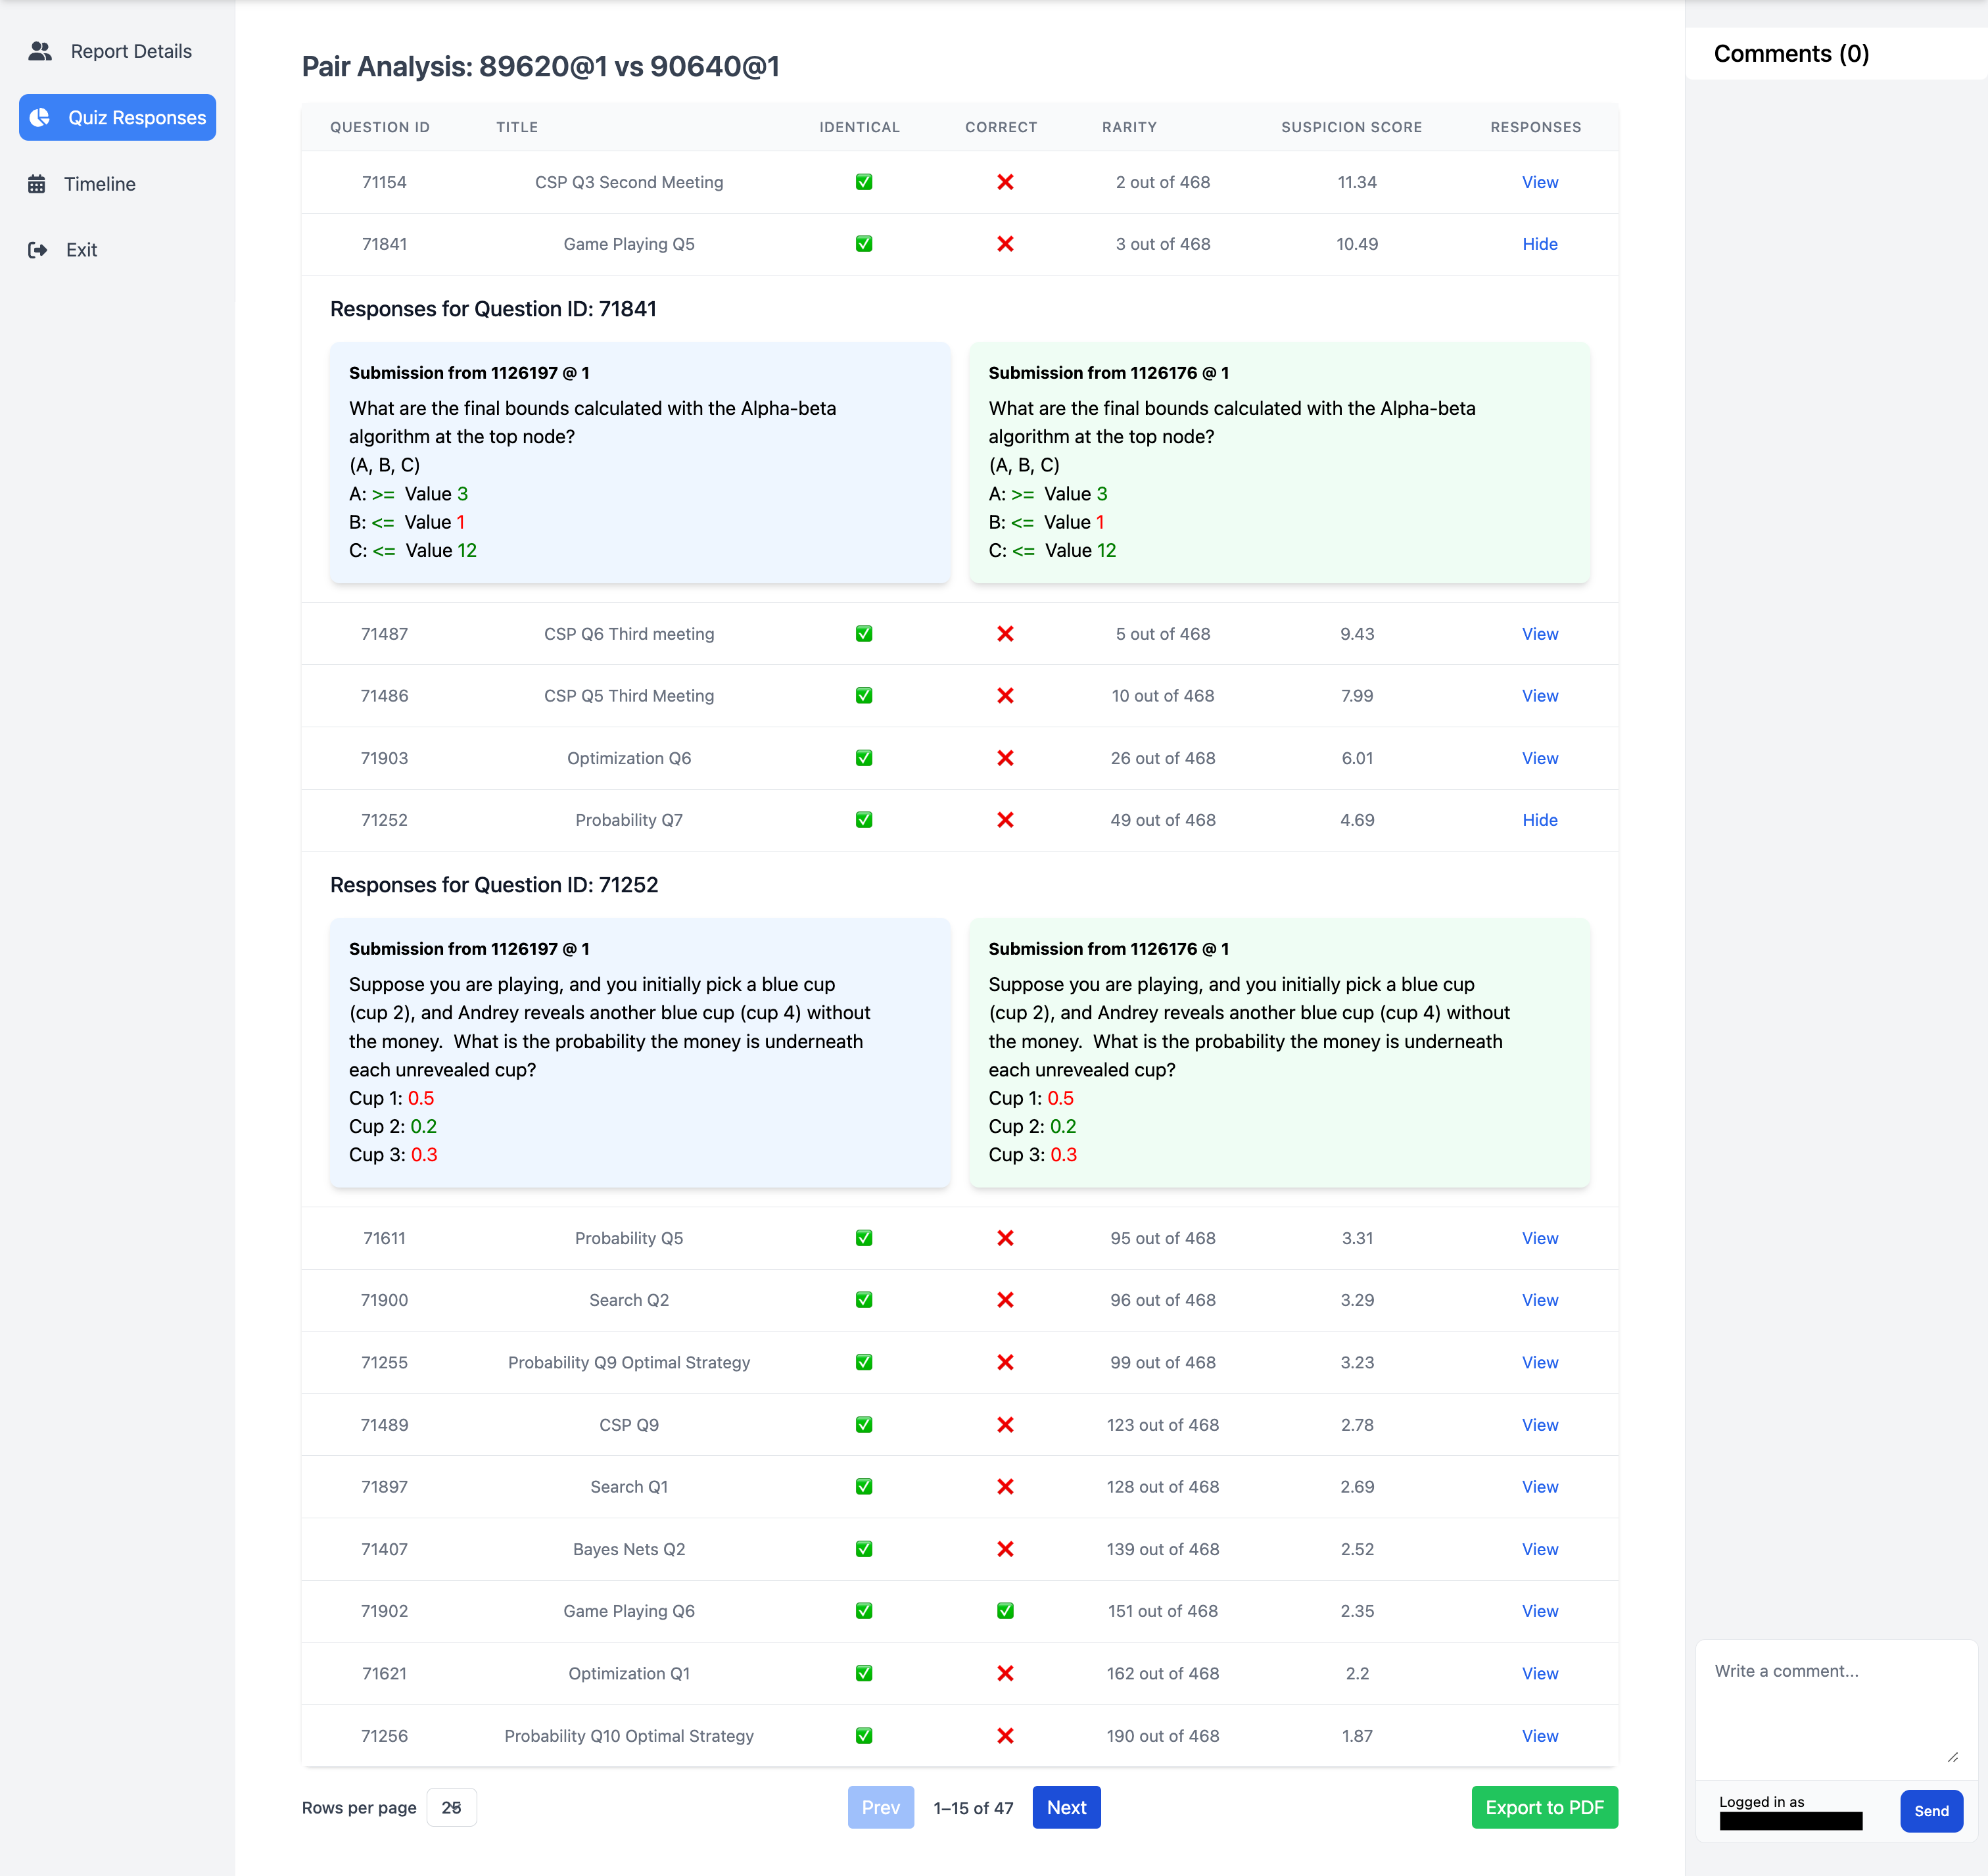 Report Details
Quiz Responses
Timeline
Exit
Pair Analysis: 89620@1 vs 90640@1
QUESTION ID TITLE IDENTICAL CORRECT RARITY SUSPICION SCORE RESPONSES
71154 CSP Q3 Second Meeting ✅ ❌ 2 out of 468 11.34 View
71841 Game Playing Q5 ✅ ❌ 3 out of 468 10.49 Hide
Responses for Question ID: 71841
Submission from 1126197 @ 1
What are the final bounds calculated with the Alpha-beta
algorithm at the top node?
(A, B, C)
A: >= Value 3
B: <= Value 1
C: <= Value 12
Submission from 1126176 @ 1
What are the final bounds calculated with the Alpha-beta
algorithm at the top node?
(A, B, C)
A: >= Value 3
B: <= Value 1
C: <= Value 12
71487 CSP Q6 Third meeting ✅ ❌ 5 out of 468 9.43 View
71486 CSP Q5 Third Meeting ✅ ❌ 10 out of 468 7.99 View
71903 Optimization Q6 ✅ ❌ 26 out of 468 6.01 View
71252 Probability Q7 ✅ ❌ 49 out of 468 4.69 Hide
Responses for Question ID: 71252
Submission from 1126197 @ 1
Suppose you are playing, and you initially pick a blue cup
(cup 2), and Andrey reveals another blue cup (cup 4) without
the money. What is the probability the money is underneath
each unrevealed cup?
Cup 1: 0.5
Cup 2: 0.2
Cup 3: 0.3
Submission from 1126176 @ 1
Suppose you are playing, and you initially pick a blue cup
(cup 2), and Andrey reveals another blue cup (cup 4) without
the money. What is the probability the money is underneath
each unrevealed cup?
Cup 1: 0.5
Cup 2: 0.2
Cup 3: 0.3
71611 Probability Q5 ✅ ❌ 95 out of 468 3.31 View
71900 Search Q2 ✅ ❌ 96 out of 468 3.29 View
71255 Probability Q9 Optimal Strategy ✅ ❌ 99 out of 468 3.23 View
71489 CSP Q9 ✅ ❌ 123 out of 468 2.78 View
71897 Search Q1 ✅ ❌ 128 out of 468 2.69 View
71407 Bayes Nets Q2 ✅ ❌ 139 out of 468 2.52 View
71902 Game Playing Q6 ✅ ✅ 151 out of 468 2.35 View
71621 Optimization Q1 ✅ ❌ 162 out of 468 2.2 View
71256 Probability Q10 Optimal Strategy ✅ ❌ 190 out of 468 1.87 View
Rows per page 25 Prev 1–15 of 47 Next Export to PDF
Comments (0)
Write a comment...
Logged in as
Send